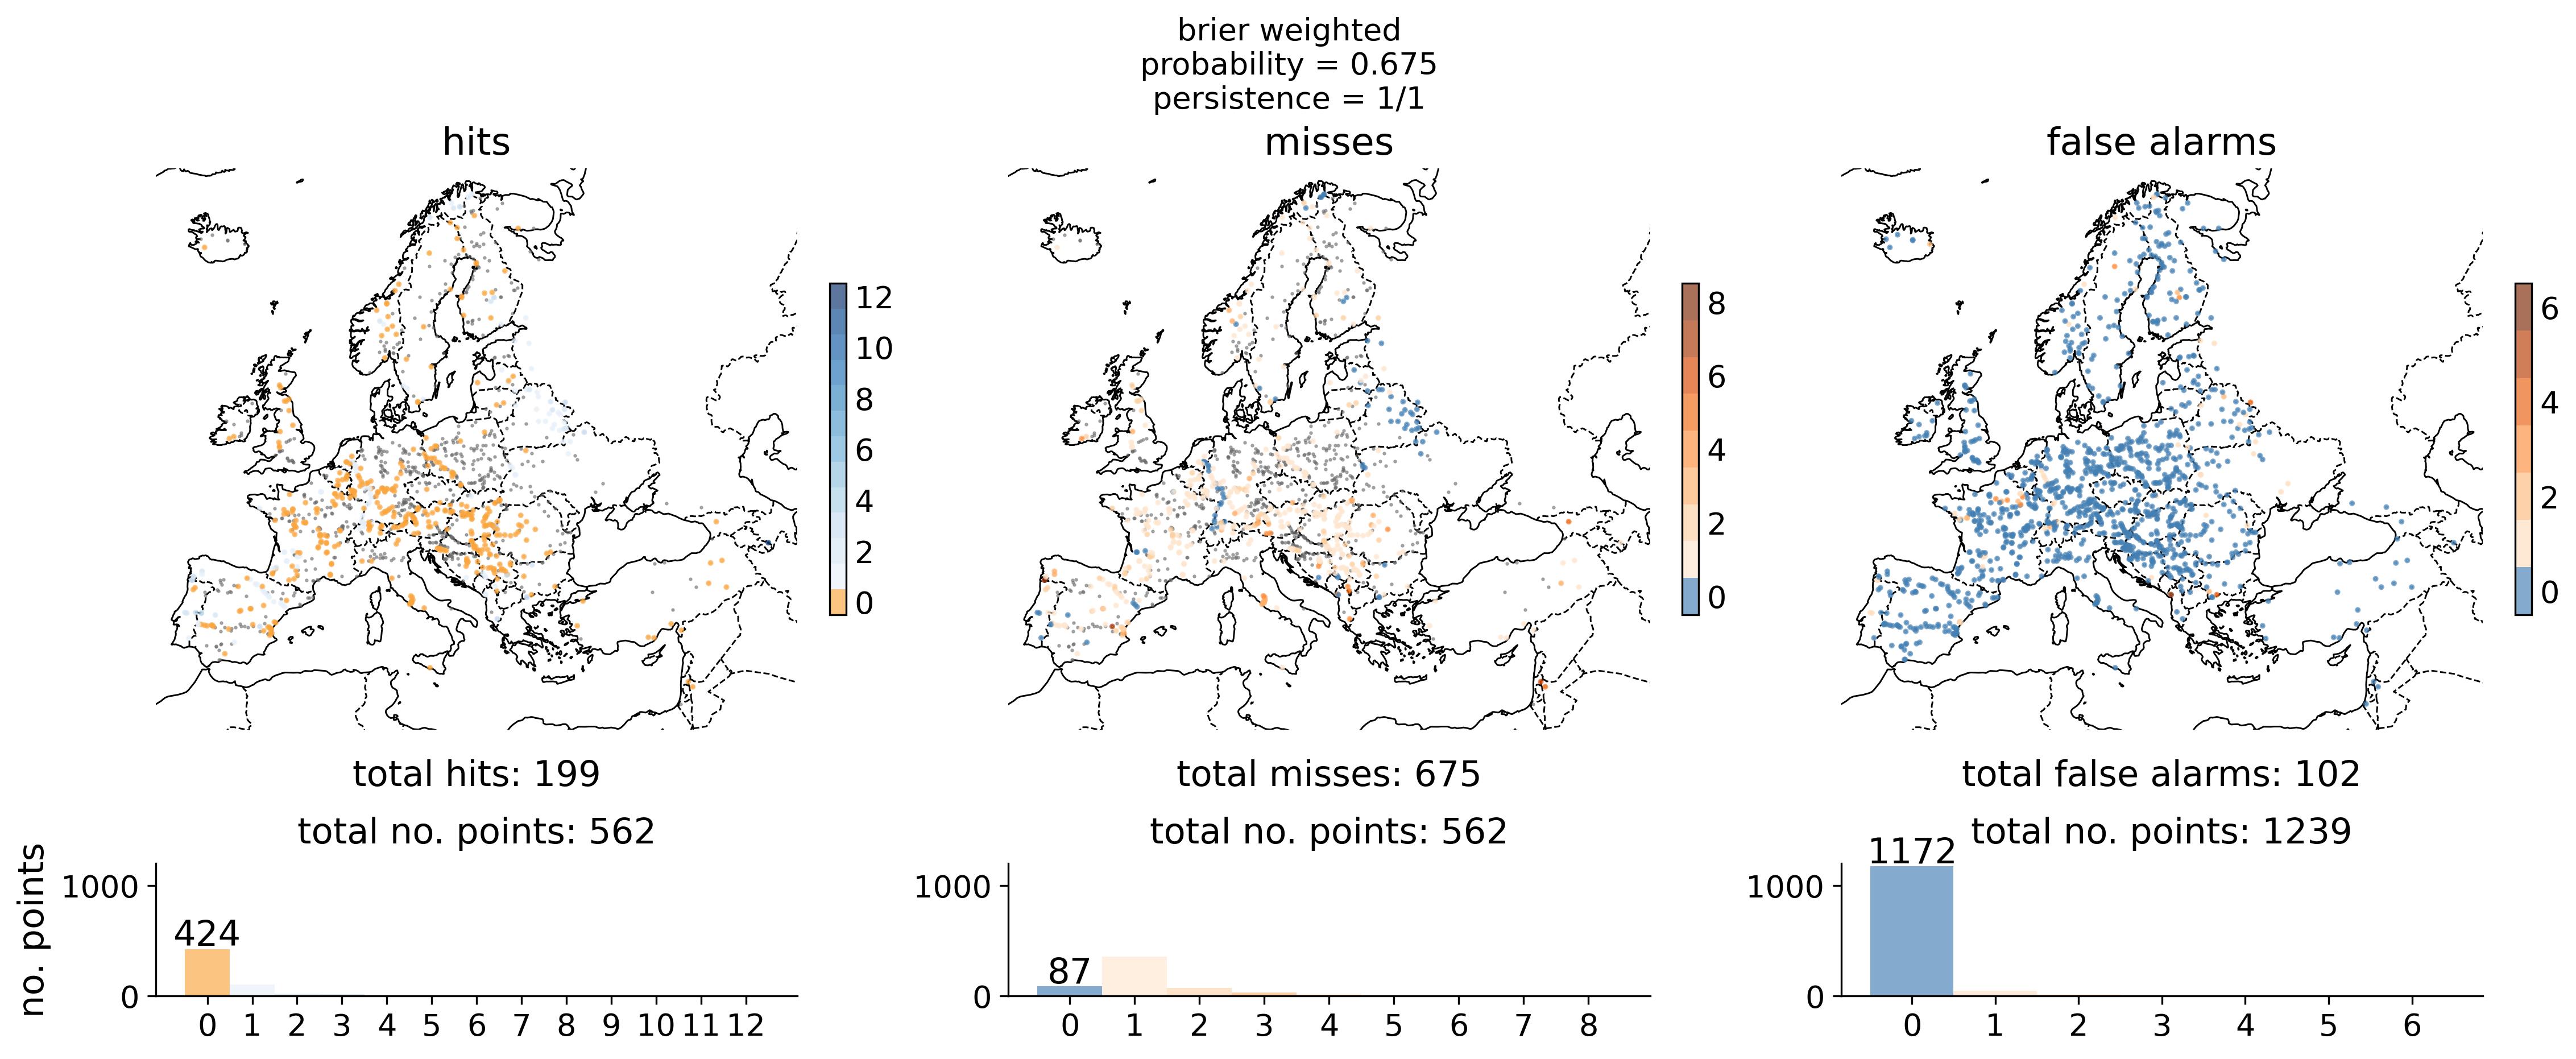 brier weighted
probability = 0.675
persistence = 1/1
hits
misses
false alarms
12
10
8
6
4
2
0
8
6
4
2
0
6
4
2
0
total hits: 199
total misses: 675
total false alarms: 102
total no. points: 562
total no. points: 562
total no. points: 1239
no. points
1000
0
424
0 1 2 3 4 5 6 7 8 9 10 11 12
1000
0
87
0 1 2 3 4 5 6 7 8
1000
0
1172
0 1 2 3 4 5 6